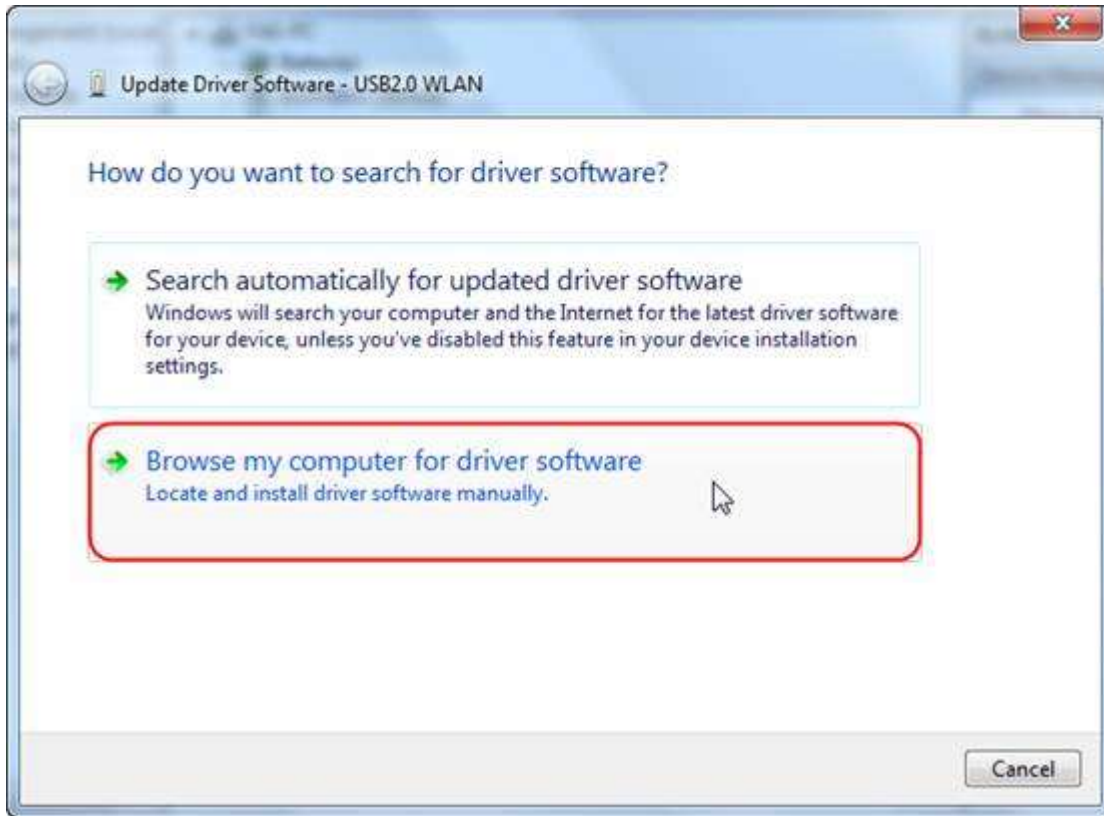 Update Driver Software - USB2.0 WLAN
How do you want to search for driver software?
Search automatically for updated driver software
Windows will search your computer and the Internet for the latest driver software
for your device, unless you've disabled this feature in your device installation
settings.
Browse my computer for driver software
Locate and install driver software manually.
Cancel